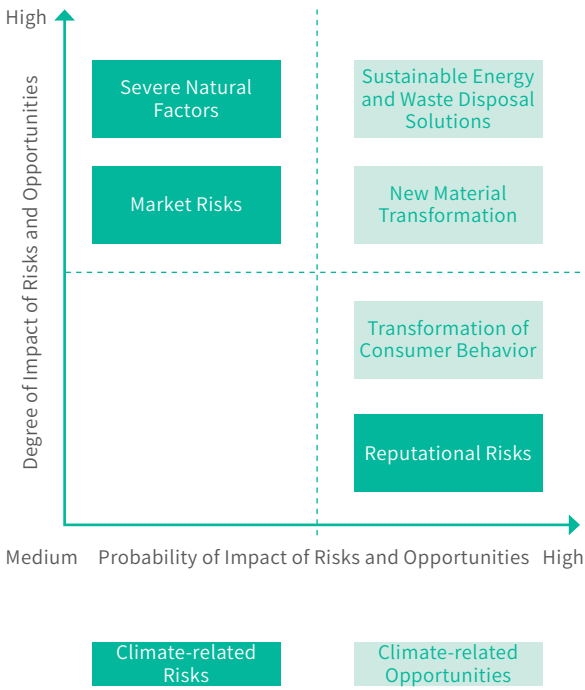 High
Degree of Impact of Risks and Opportunities
Severe Natural
Factors
Sustainable Energy
and Waste Disposal
Solutions
Market Risks
New Material
Transformation
Transformation of
Consumer Behavior
Reputational Risks
Medium
Probability of Impact of Risks and Opportunities
High
Climate-related
Risks
Climate-related
Opportunities